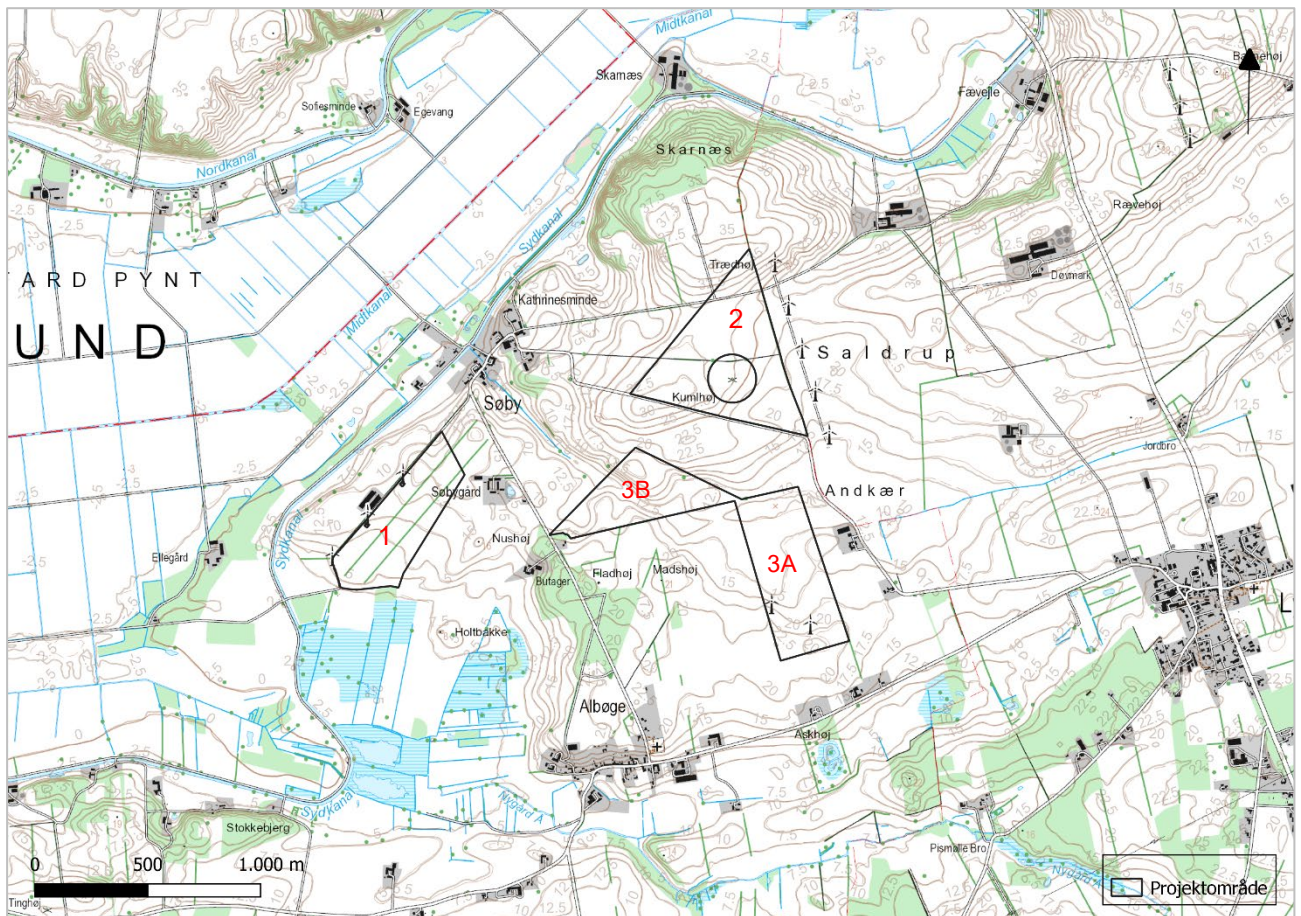 Midtkanal
Skarnæs
Sofiesminde
Egevang
Fævejle
Nordkanal
Skarnæs
Sydkanal
Rævehøj
Trædhøj
ARD PYNT
Døvmark
Kathrinesminde
Midtkanal
2
UND
Saldrup
Kumlhøj
Søby
Jordbro
Søbygård
3B
Andkær
1
Sydkanal
Nushøj
Ellegård
3A
Butager
Fladhøj
Madshøj
L
Holtbakke
Albøge
Askhøj
Sydkanal
Nygård Å
Stokkebjerg
Pismølle Bro
0 500 1.000 m
Projektområde
Tinghøj